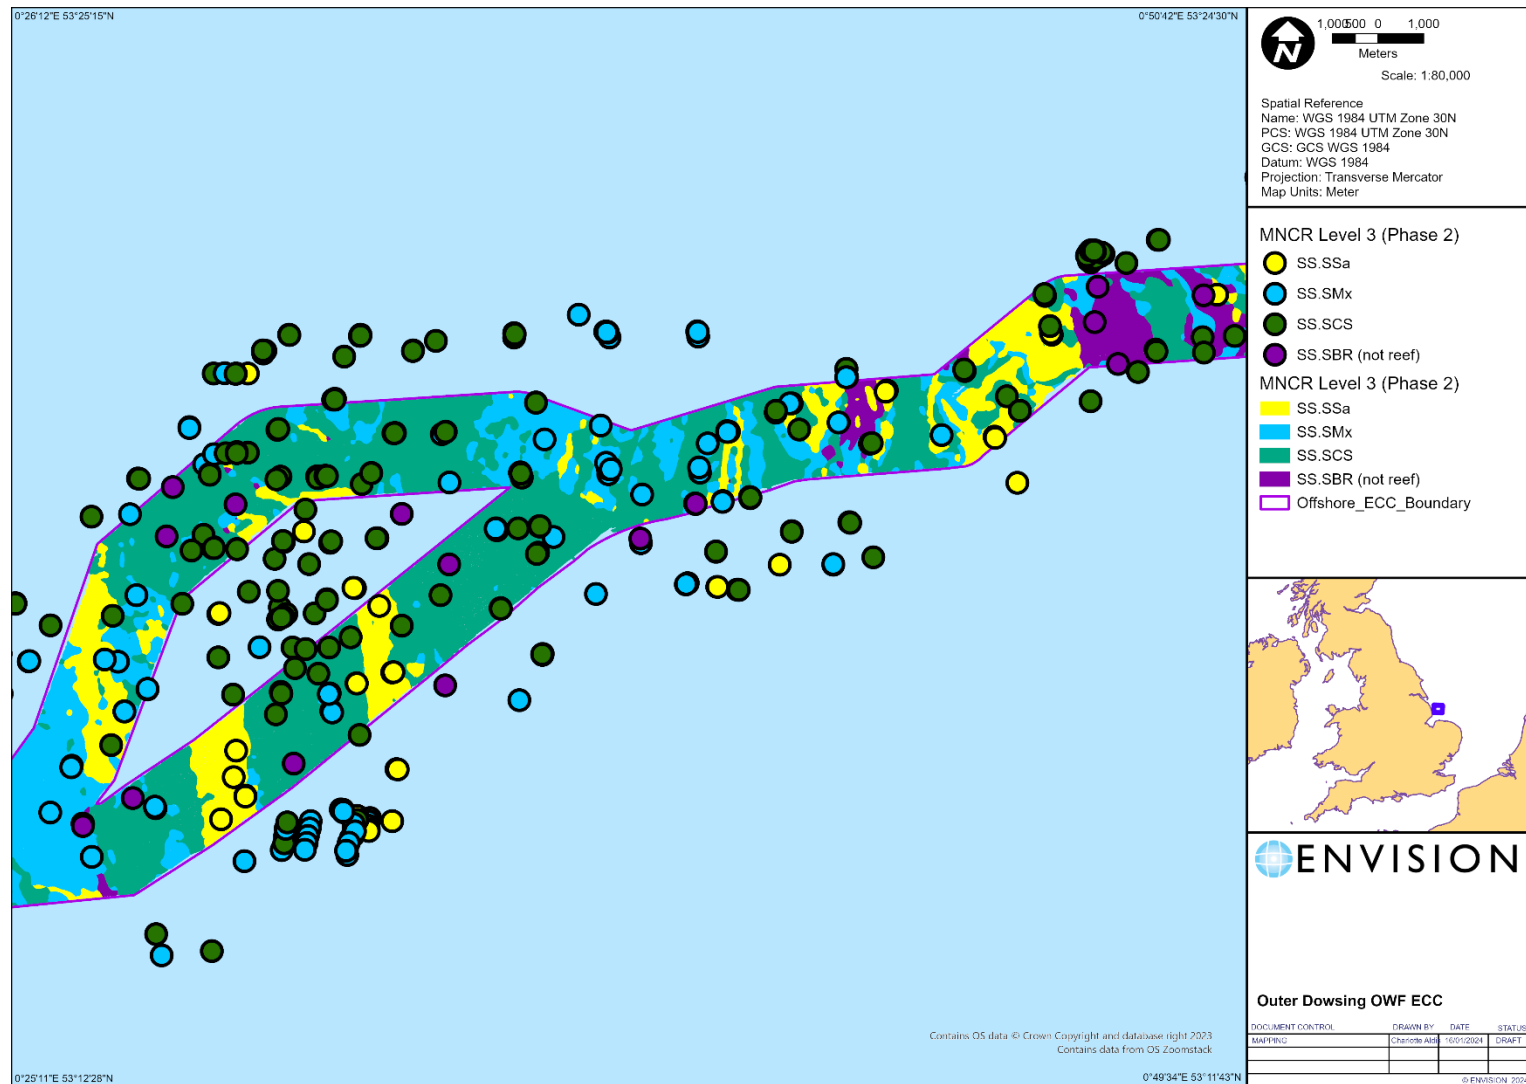 0°26'12"E 53°25'15"N
0°50'42"E 53°24'30"N
N
1,000 500 0 1,000
Meters
Scale: 1:80,000
Spatial Reference
Name: WGS 1984 UTM Zone 30N
PCS: WGS 1984 UTM Zone 30N
GCS: GCS WGS 1984
Datum: WGS 1984
Projection: Transverse Mercator
Map Units: Meter
MNCR Level 3 (Phase 2)
SS.SSa
SS.SMx
SS.SCS
SS.SBR (not reef)
MNCR Level 3 (Phase 2)
SS.SSa
SS.SMx
SS.SCS
SS.SBR (not reef)
Offshore_ECC_Boundary
ENVISION
Outer Dowsing OWF ECC
DOCUMENT CONTROL DRAWN BY DATE STATUS
MAPPING Charlotte 16/01/2024 DRAFT
© ENVISION 2024
Contains OS data © Crown Copyright and database right 2023
Contains data from OS Zoomstack
0°25'11"E 53°12'28"N
0°49'34"E 53°11'43"N